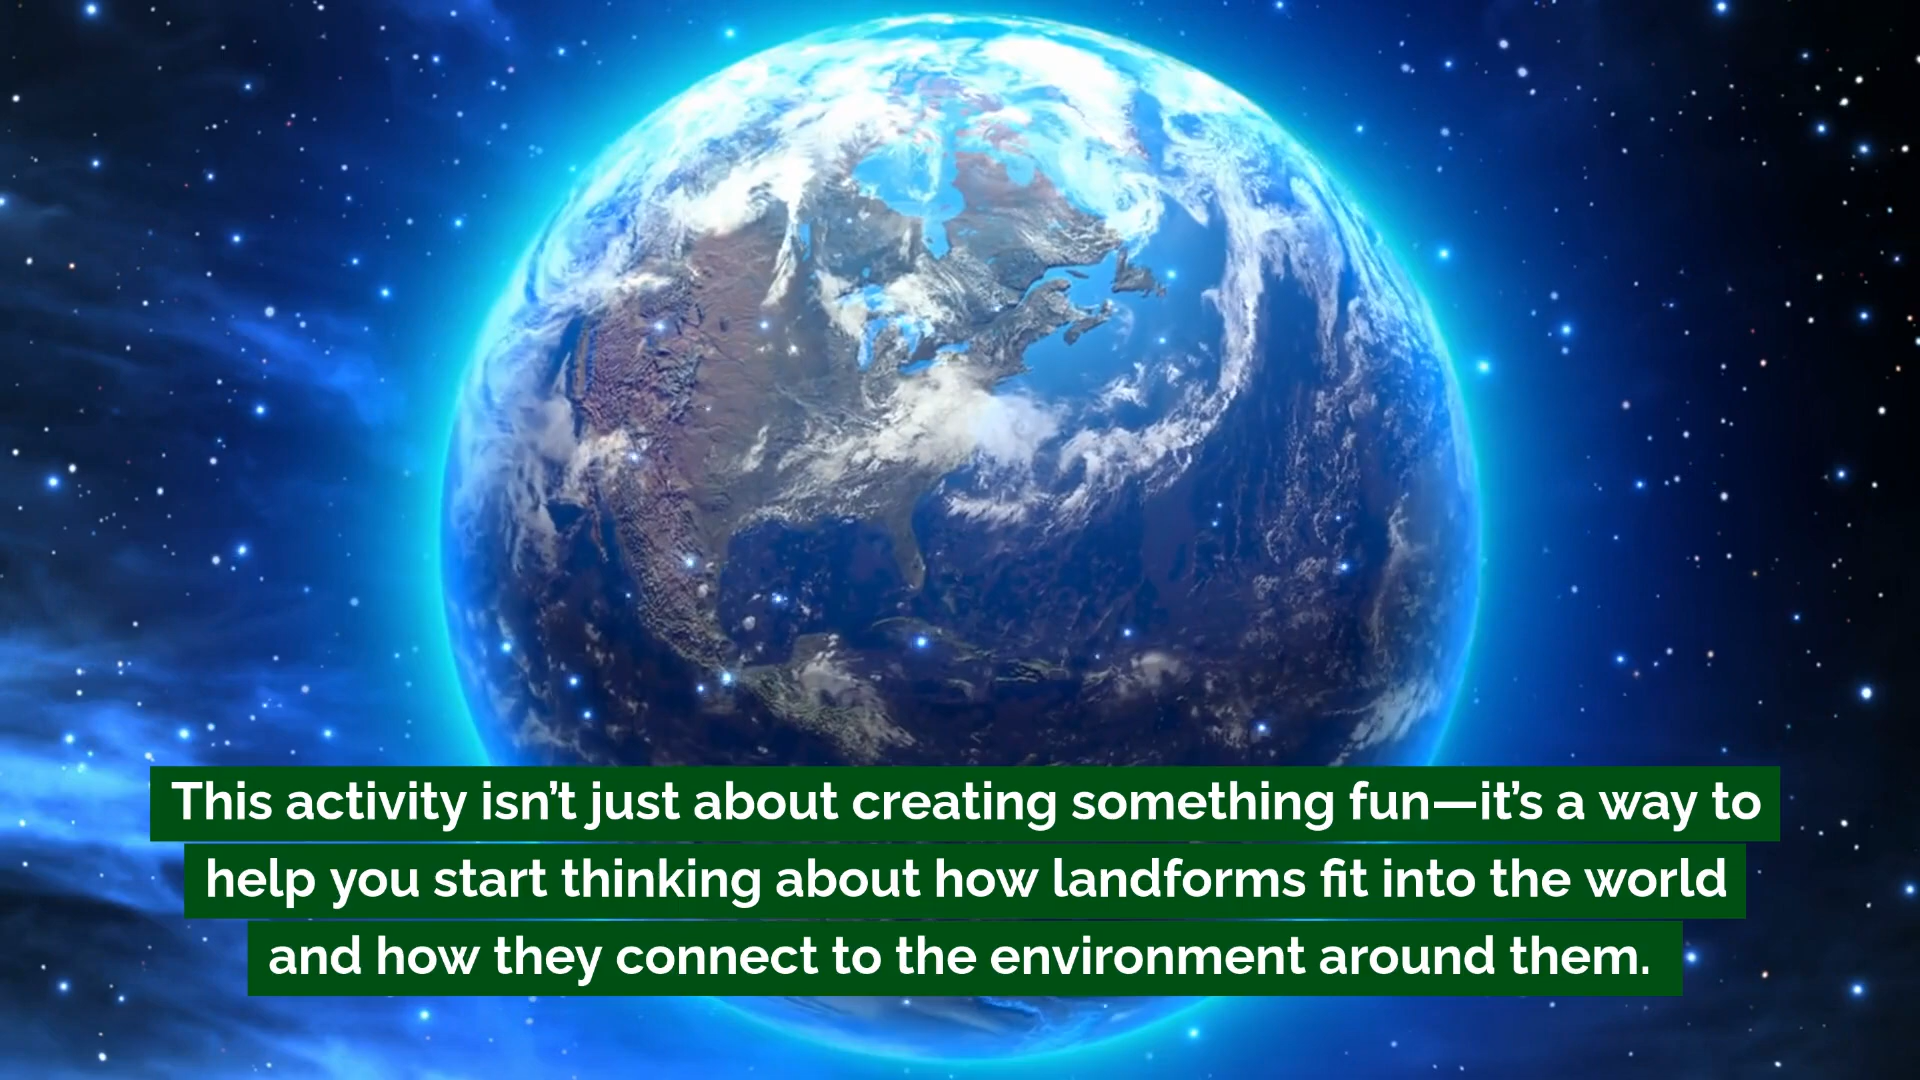 This activity isn’t just about creating something fun—it’s a way to
help you start thinking about how landforms fit into the world
and how they connect to the environment around them.